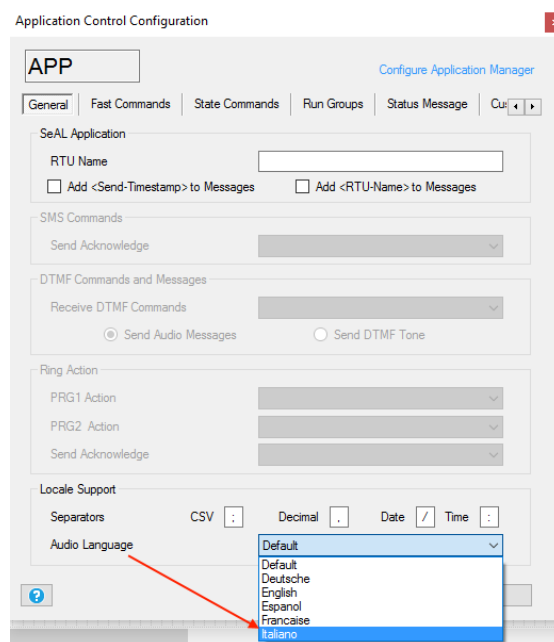 Application Control Configuration
APP
Configure Application Manager
General Fast Commands State Commands Run Groups Status Message
SeAL Application
RTU Name
Add <Send-Timestamp> to Messages Add <RTU-Name> to Messages
SMS Commands
Send Acknowledge
DTMF Commands and Messages
Receive DTMF Commands
Send Audio Messages Send DTMF Tone
Ring Action
PRG1 Action
PRG2 Action
Send Acknowledge
Locale Support
Separators CSV ; Decimal , Date / Time :
Audio Language Default
Default
Deutsche
English
Espanol
Francaise
Italiano
?